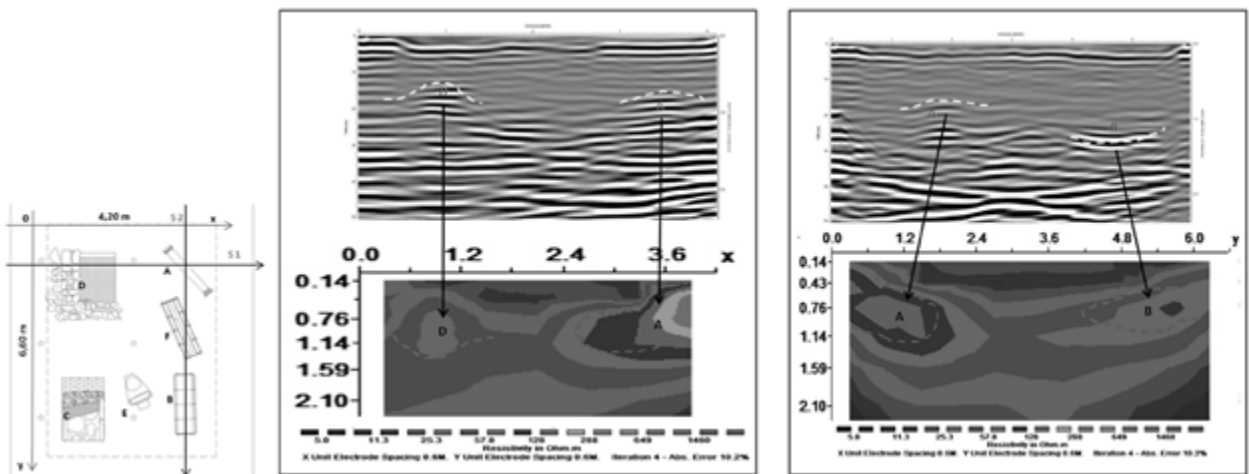 0
4,20 m
S2
x
S1
A
D
6,60 m
F
C
E
B
y
0.0
1.2
2.4
3.6
x
0.14
0.76
1.14
1.59
2.10
D
A
5.0 11.3 25.3 57.0 128 288 649 1460
Resistivity in Ohm.m
X Unit Electrode Spacing 0.6M. Y Unit Electrode Spacing 0.6M. Iteration 4 - Abs. Error 10.2%
0.0 1.2 2.4 3.6 4.8 6.0 y
0.14
0.43
0.76
1.14
2.10
A
B
5.0 11.3 25.3 57.0 128 288 649 1460
Resistivity in Ohm.m
X Unit Electrode Spacing 0.6M. Y Unit Electrode Spacing 0.6M. Iteration 4 - Abs. Error 10.2%